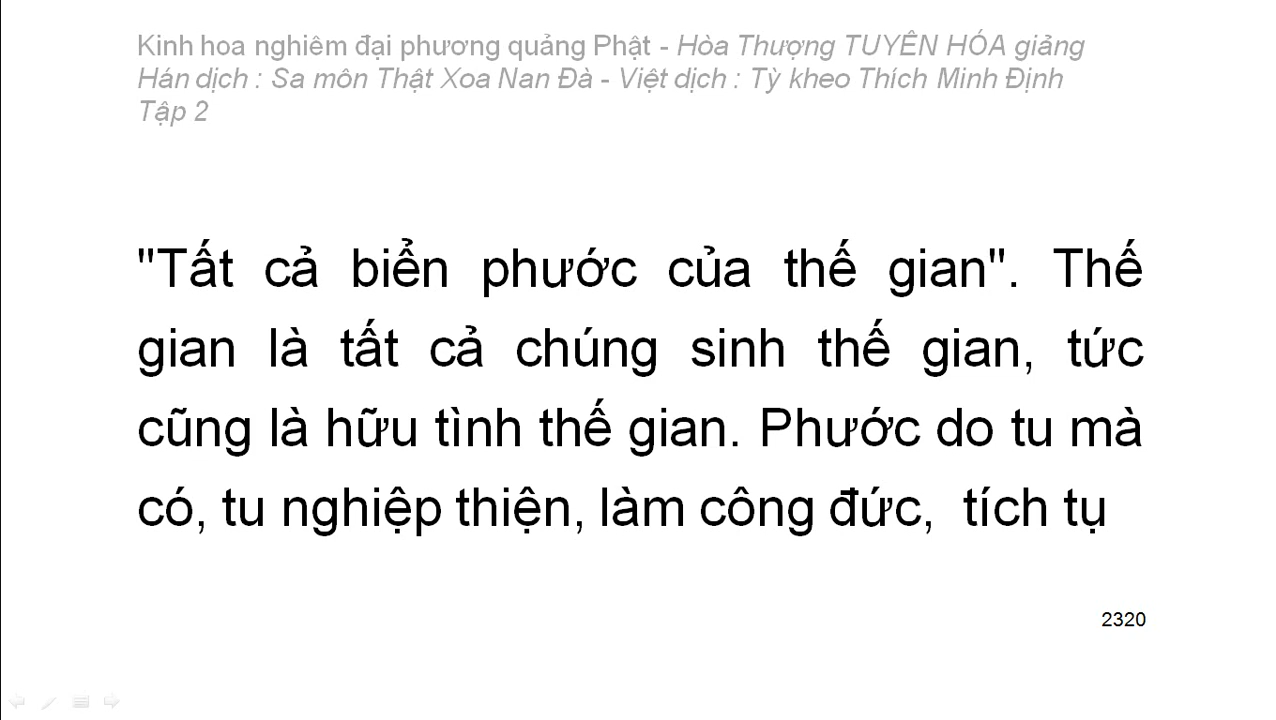 Kinh hoa nghiêm đại phương quảng Phật - Hòa Thượng TUYÊN HÓA giảng
Hán dịch : Sa môn Thật Xoa Nan Đà - Việt dịch : Tỳ kheo Thích Minh Định
Tập 2
"Tất cả biển phước của thế gian". Thế
gian là tất cả chúng sinh thế gian, tức
cũng là hữu tình thế gian. Phước do tu mà
có, tu nghiệp thiện, làm công đức, tích tụ
2320